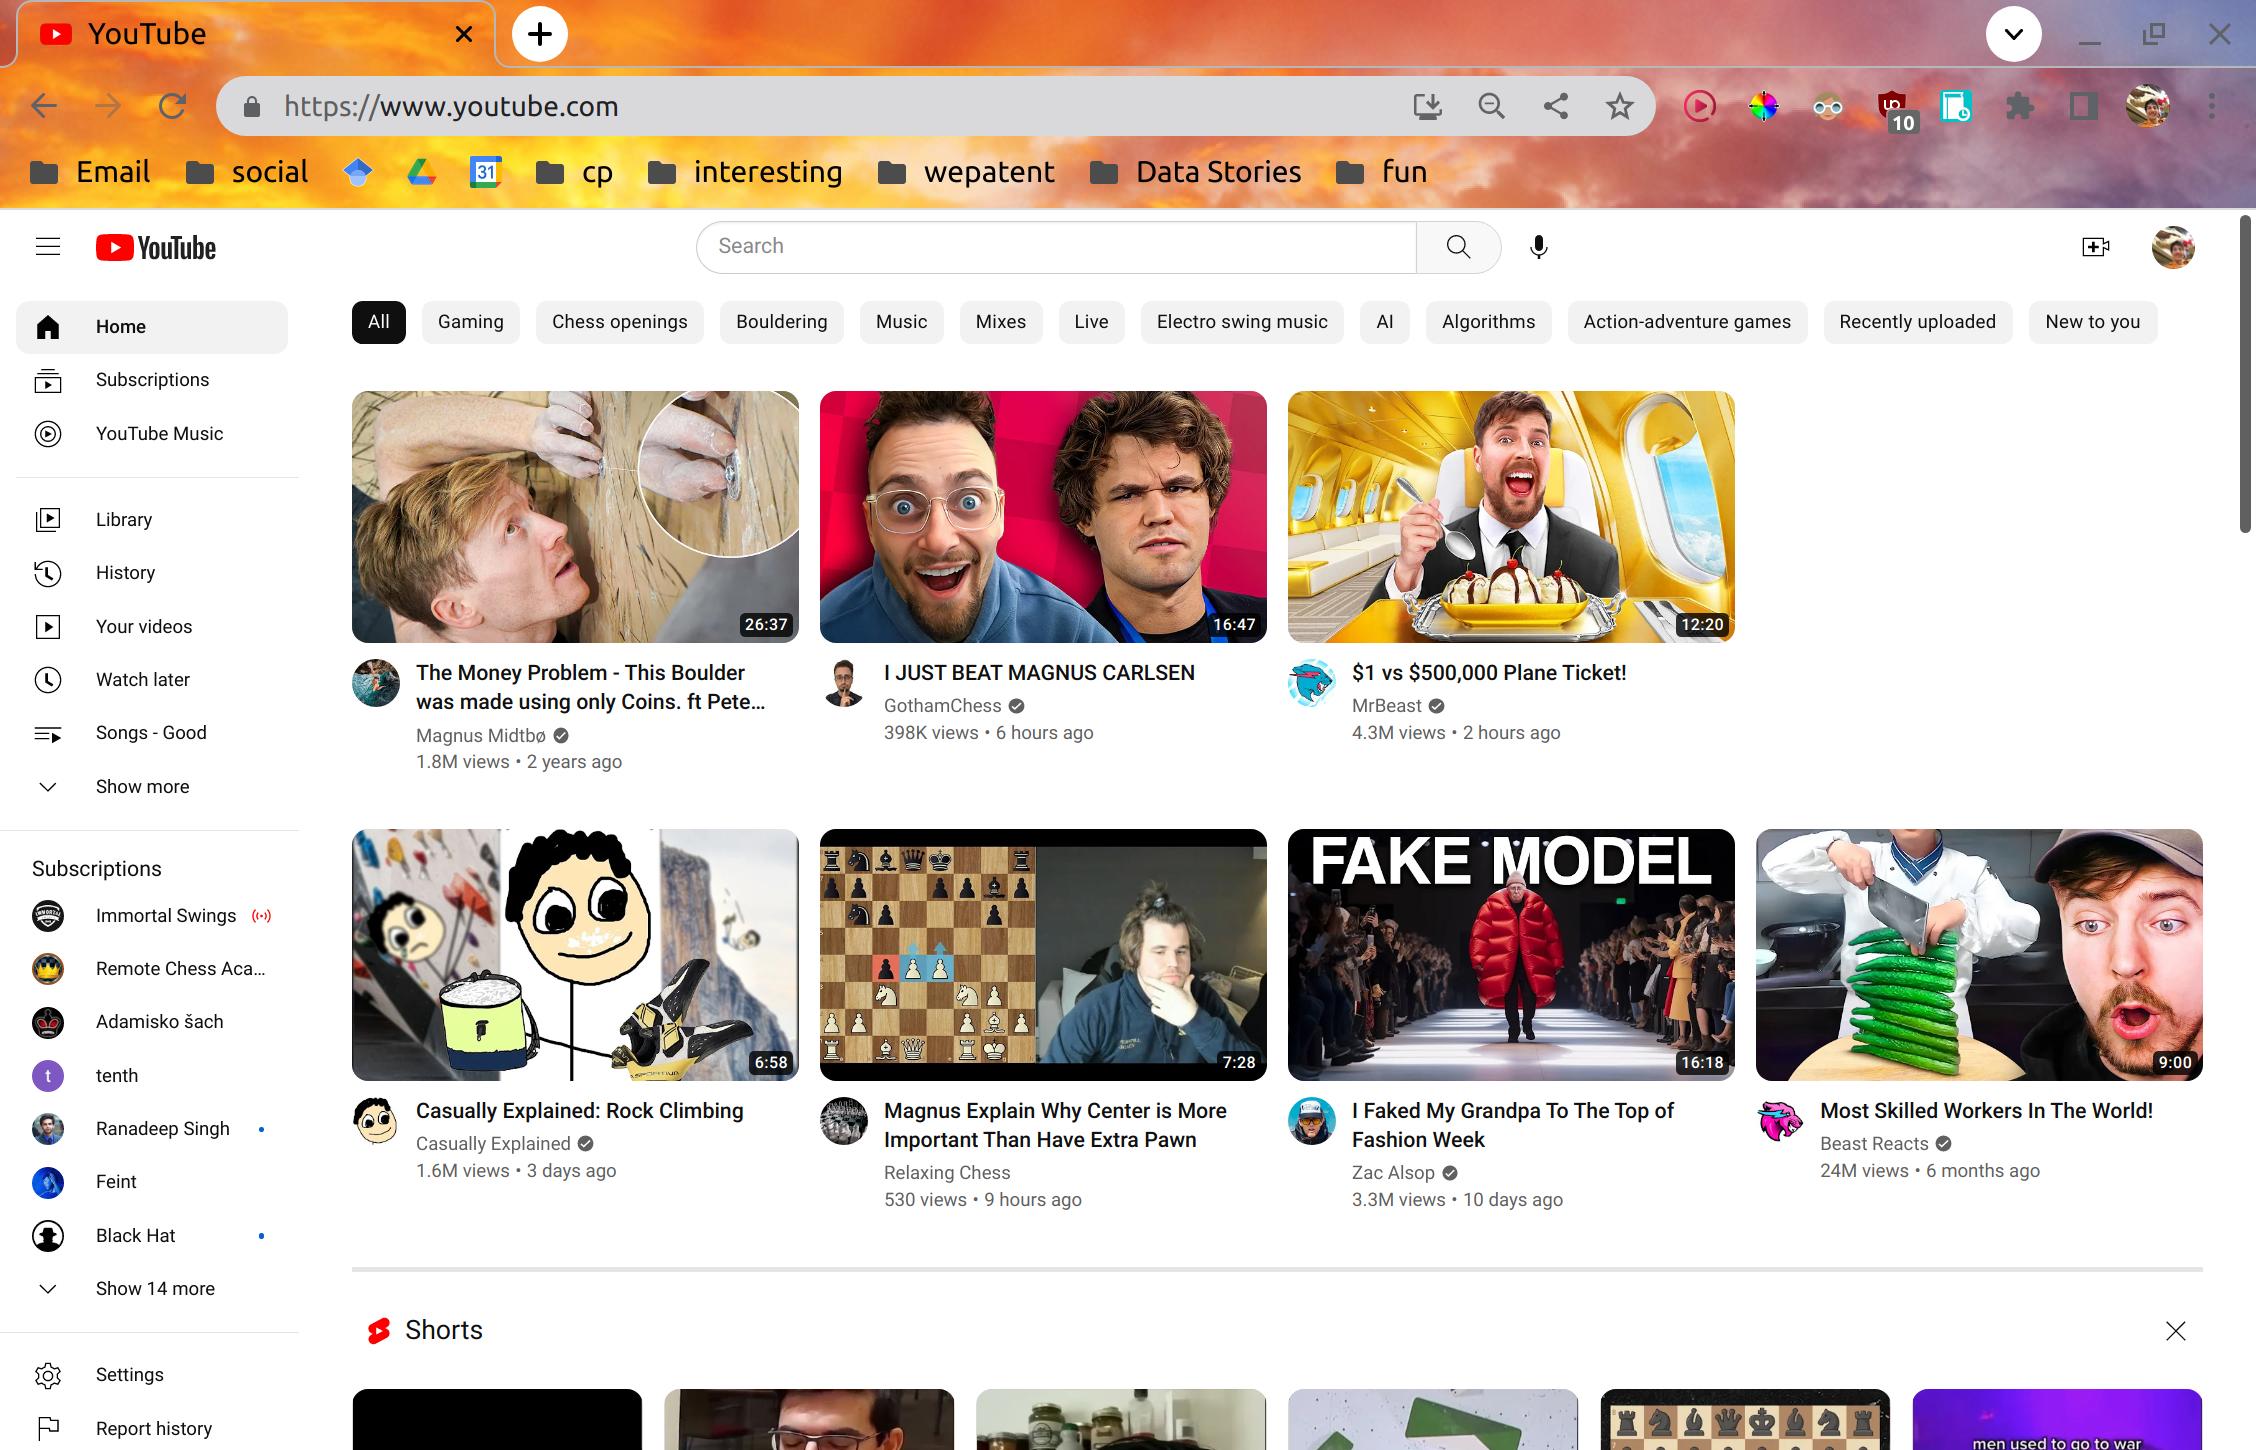 YouTube
https://www.youtube.com
10
Email
social
31
cp
interesting
wepatent
Data Stories
fun
YouTube
Search
Home
Subscriptions
YouTube Music
Library
History
Your videos
Watch later
Songs - Good
Show more
Subscriptions
Immortal Swings
Remote Chess Aca...
Adamisko šach
t
tenth
Ranadeep Singh
Feint
Black Hat
Show 14 more
Settings
Report history
All
Gaming
Chess openings
Bouldering
Music
Mixes
Live
Electro swing music
AI
Algorithms
Action-adventure games
Recently uploaded
New to you
26:37
The Money Problem - This Boulder
was made using only Coins. ft Pete...
Magnus Midtbø
1.8M views • 2 years ago
16:47
I JUST BEAT MAGNUS CARLSEN
GothamChess
398K views • 6 hours ago
12:20
$1 vs $500,000 Plane Ticket!
MrBeast
4.3M views • 2 hours ago
6:58
Casually Explained: Rock Climbing
Casually Explained
1.6M views • 3 days ago
7:28
Magnus Explain Why Center is More
Important Than Have Extra Pawn
Relaxing Chess
530 views • 9 hours ago
FAKE MODEL
16:18
I Faked My Grandpa To The Top of
Fashion Week
Zac Alsop
3.3M views • 10 days ago
9:00
Most Skilled Workers In The World!
Beast Reacts
24M views • 6 months ago
Shorts
men used to go to war